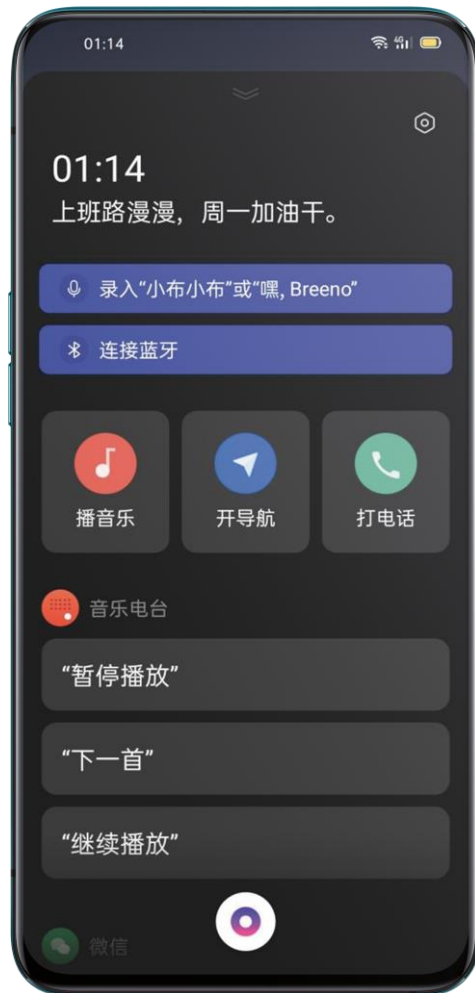 01:14
4G
01:14
上班路漫漫，周一加油干。
录入“小布小布”或“嘿, Breeno”
连接蓝牙
播音乐
开导航
打电话
音乐电台
“暂停播放”
“下一首”
“继续播放”
微信